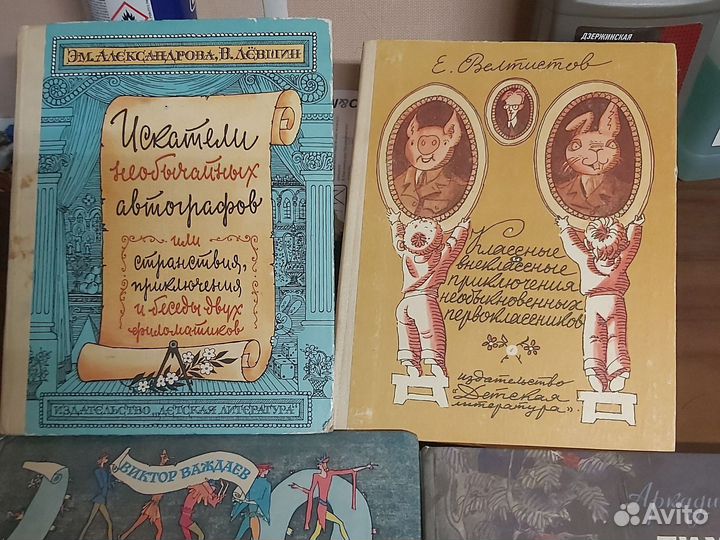 ЭМ. АЛЕКСАНДРОВА, В. ЛЁВШИН
Искатели
необычайных
автографов
или
странствия,
приключения
и беседы двух
филоматиков
ИЗДАТЕЛЬСТВО „ДЕТСКАЯ ЛИТЕРАТУРА"
Е. Велтистов
Классные
и внеклассные
приключения
необыкновенных
первоклассников
издательство
"Детская
литература".
ДЗЕРЖИНСКАЯ
ВИКТОР ВАЖДАЕВ
Аркади
Avito